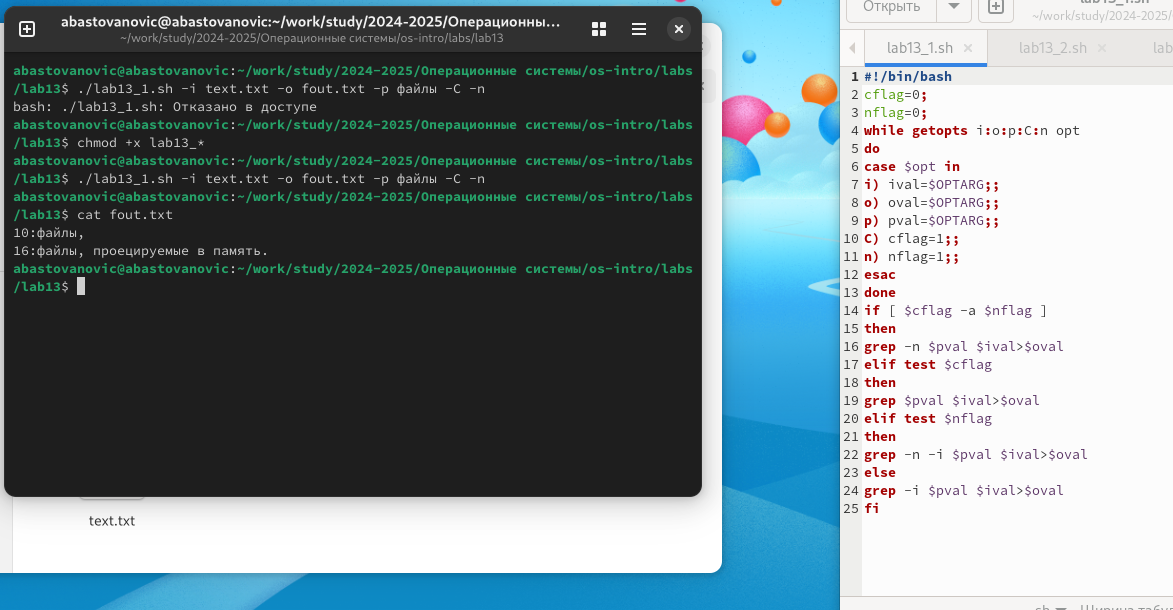 abastovanovic@abastovanovic:~/work/study/2024-2025/Операционны...
~/work/study/2024-2025/Операционные системы/os-intro/labs/lab13
abastovanovic@abastovanovic:~/work/study/2024-2025/Операционные системы/os-intro/labs
/lab13$ ./lab13_1.sh -i text.txt -o fout.txt -p файлы -C -n
bash: ./lab13_1.sh: Отказано в доступе
abastovanovic@abastovanovic:~/work/study/2024-2025/Операционные системы/os-intro/labs
/lab13$ chmod +x lab13_*
abastovanovic@abastovanovic:~/work/study/2024-2025/Операционные системы/os-intro/labs
/lab13$ ./lab13_1.sh -i text.txt -o fout.txt -p файлы -C -n
abastovanovic@abastovanovic:~/work/study/2024-2025/Операционные системы/os-intro/labs
/lab13$ cat fout.txt
10:файлы,
16:файлы, проецируемые в память.
abastovanovic@abastovanovic:~/work/study/2024-2025/Операционные системы/os-intro/labs
/lab13$
text.txt
Открыть
~/work/study/2024-2025/
lab13_1.sh
lab13_2.sh
lab
1 #!/bin/bash
2 cflag=0;
3 nflag=0;
4 while getopts i:o:p:C:n opt
5 do
6 case $opt in
7 i) ival=$OPTARG;;
8 o) oval=$OPTARG;;
9 p) pval=$OPTARG;;
10 C) cflag=1;;
11 n) nflag=1;;
12 esac
13 done
14 if [ $cflag -a $nflag ]
15 then
16 grep -n $pval $ival>$oval
17 elif test $cflag
18 then
19 grep $pval $ival>$oval
20 elif test $nflag
21 then
22 grep -n -i $pval $ival>$oval
23 else
24 grep -i $pval $ival>$oval
25 fi